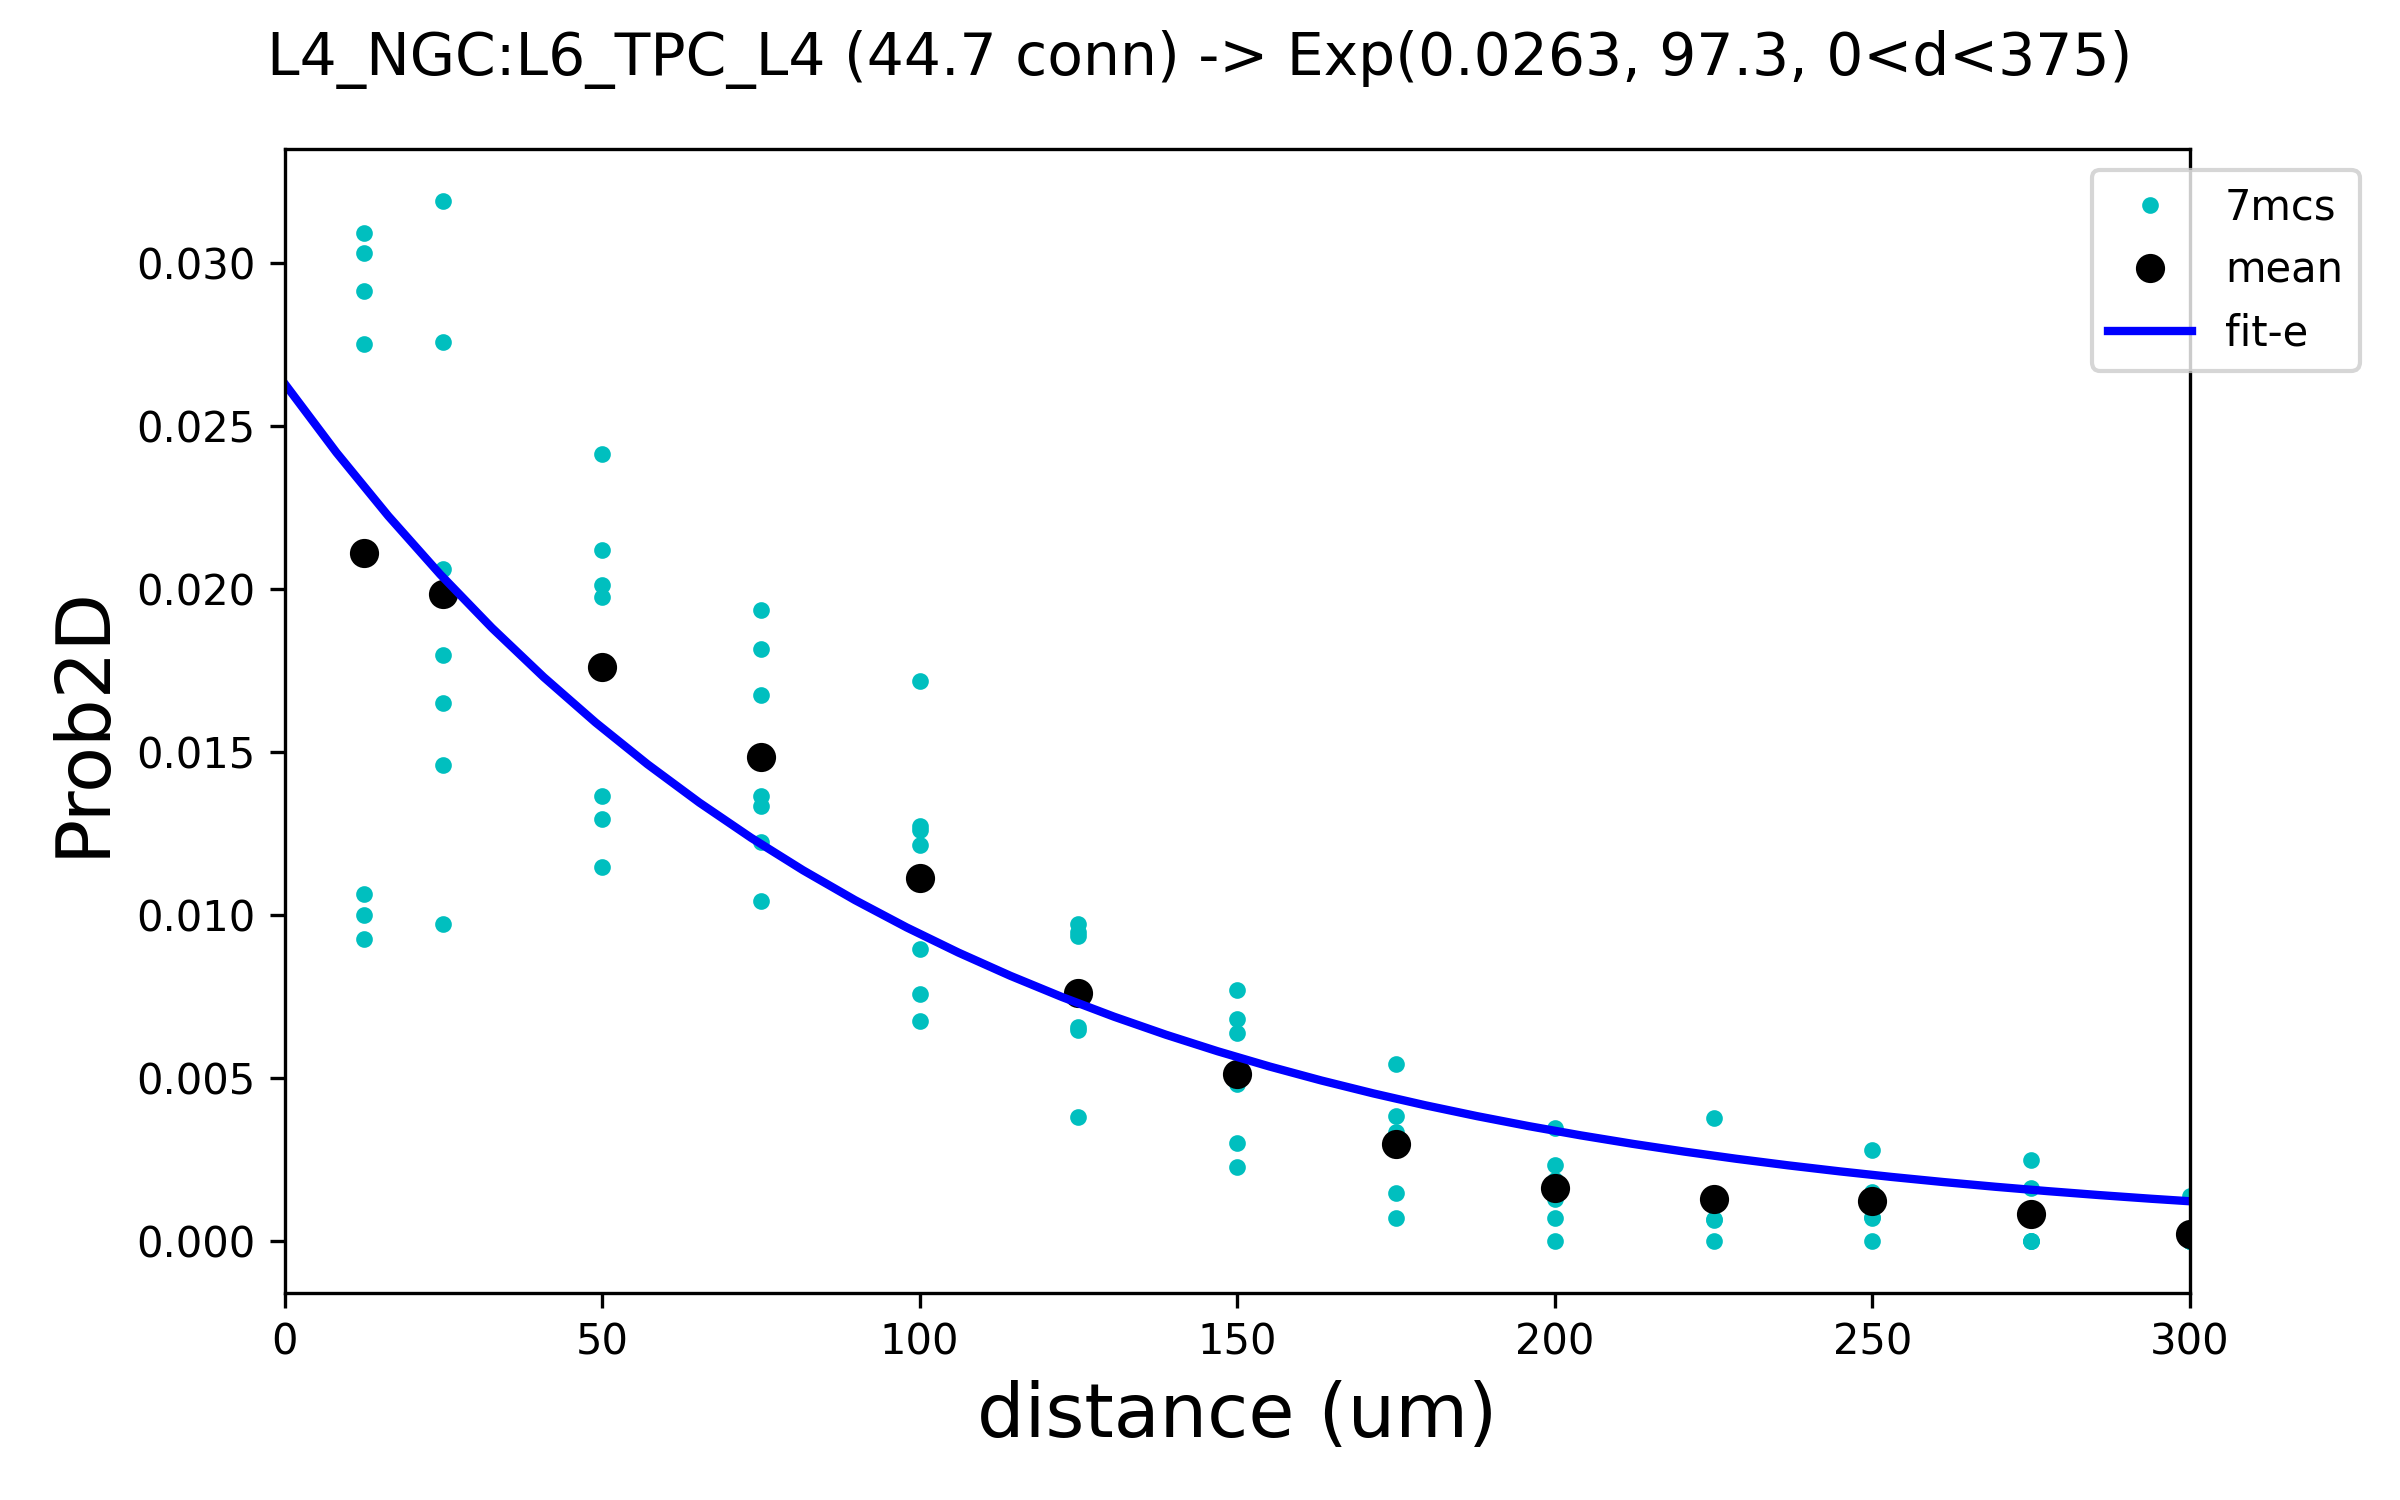 L4_NGC:L6_TPC_L4 (44.7 conn) -> Exp(0.0263, 97.3, 0<d<375)
7mcs
mean
fit-e
Prob2D
0.030
0.025
0.020
0.015
0.010
0.005
0.000
0 50 100 150 200 250 300
distance (um)